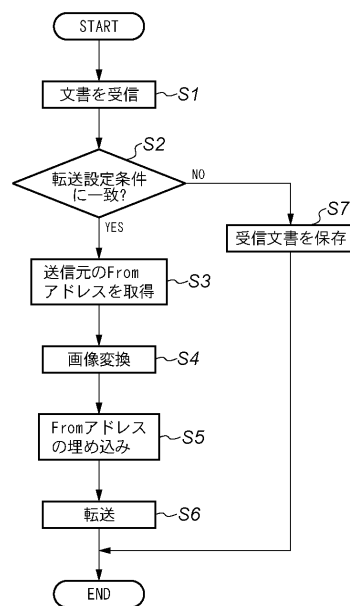 START
文書を受信
S1
S2
転送設定条件
に一致?
NO
YES
S7
受信文書を保存
送信元のFrom
アドレスを取得
S3
画像変換
S4
Fromアドレス
の埋め込み
S5
転送
S6
END